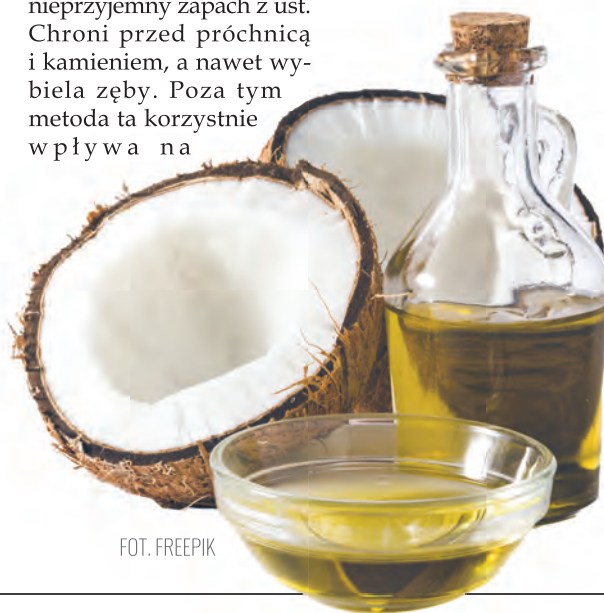 nieprzyjemny zapach z ust.
Chroni przed próchnicą
i kamieniem, a nawet wy-
biela zęby. Poza tym
metoda ta korzystnie
wpływa na
FOT. FREEPIK